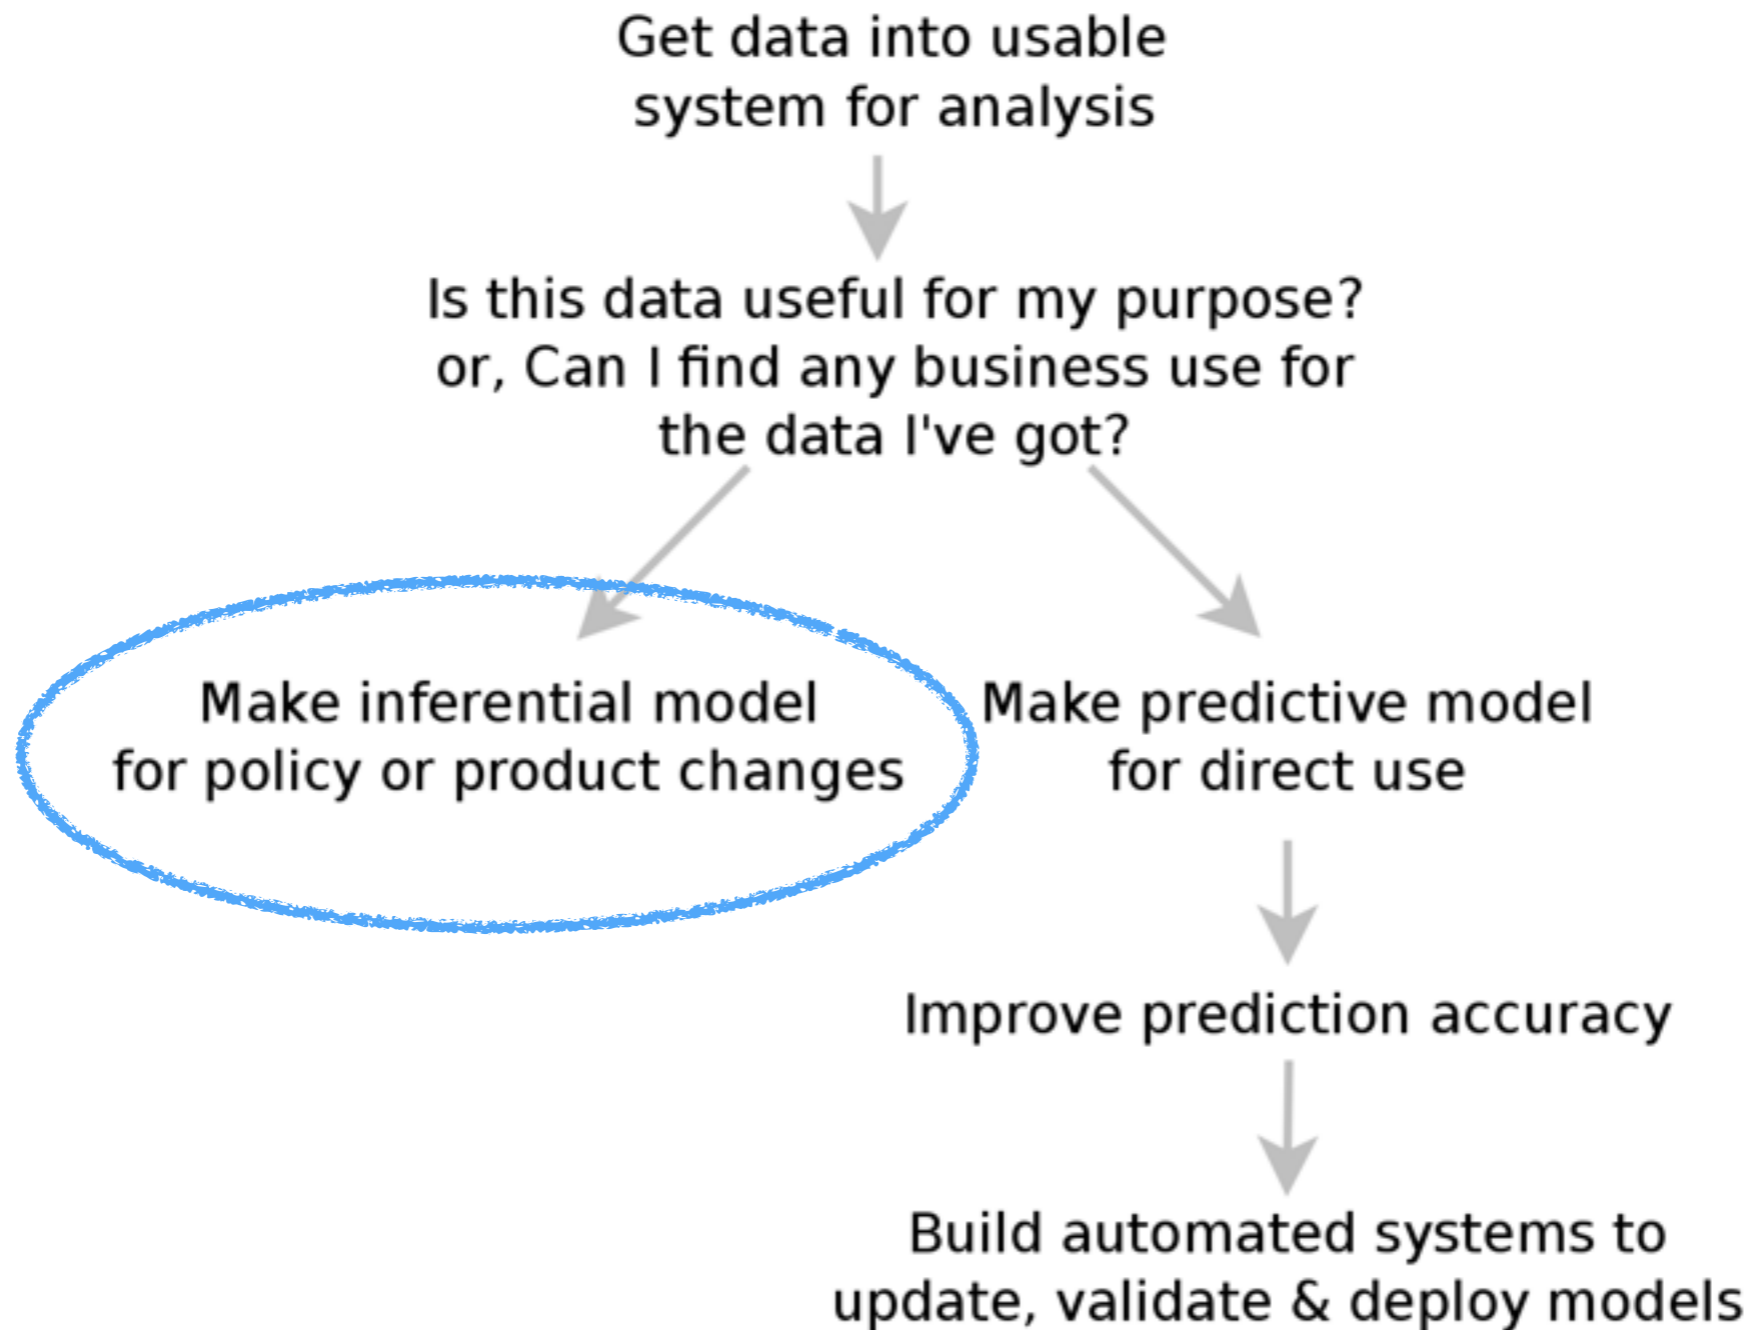 Get data into usable
system for analysis
Is this data useful for my purpose?
or, Can I find any business use for
the data I've got?
Make inferential model
for policy or product changes
Make predictive model
for direct use
Improve prediction accuracy
Build automated systems to
update, validate & deploy models